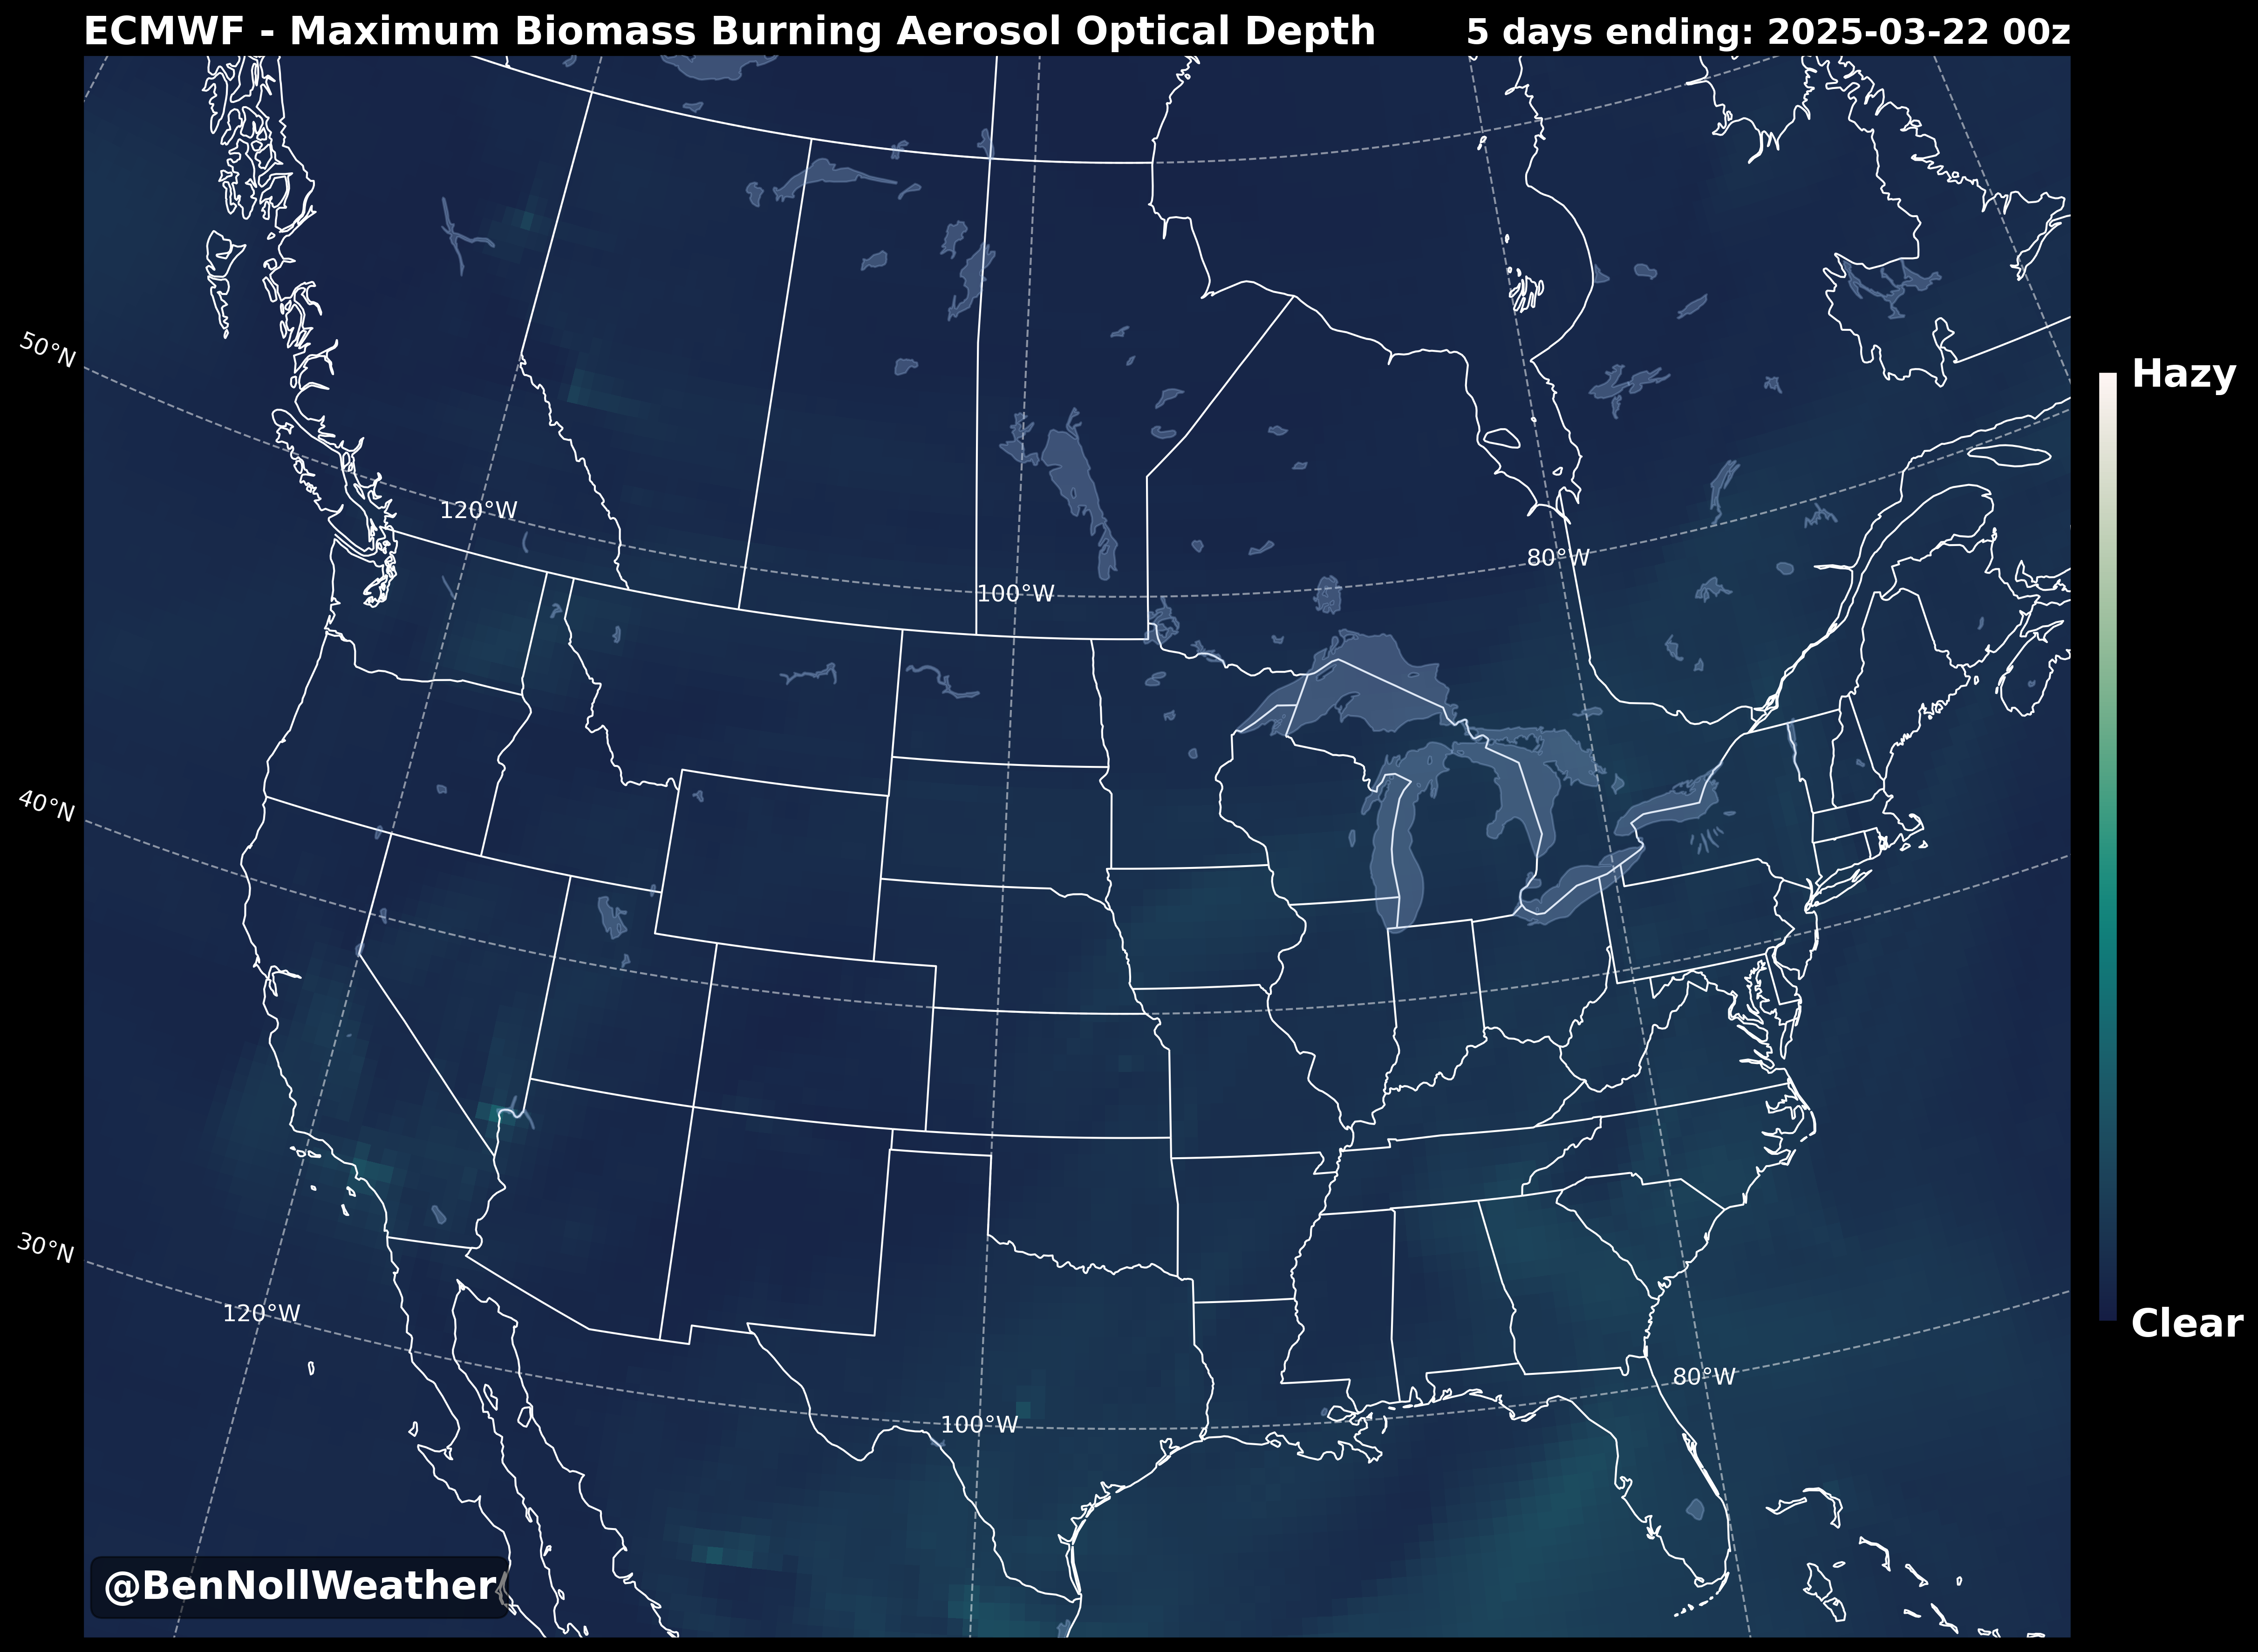 ECMWF - Maximum Biomass Burning Aerosol Optical Depth
5 days ending: 2025-03-22 00z
50°N
Hazy
120°W
80°W
100°W
40°N
30°N
120°W
Clear
80°W
100°W
@BenNollWeather